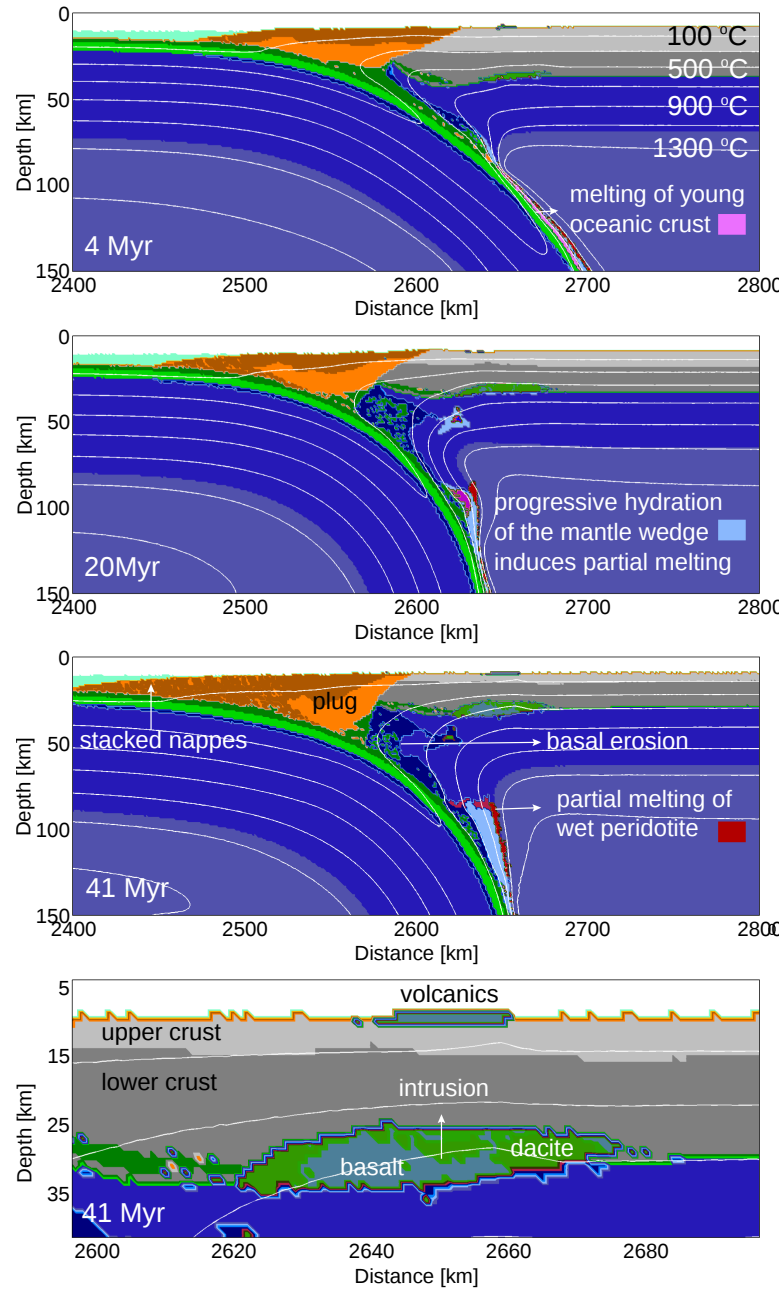 0
50
100
150
Depth [km]
100 °C
500 °C
900 °C
1300 °C
melting of young
oceanic crust
4 Myr
2400 2500 2600 2700 2800
Distance [km]
0
50
100
150
Depth [km]
progressive hydration
of the mantle wedge
induces partial melting
20Myr
2400 2500 2600 2700 2800
Distance [km]
0
50
100
150
Depth [km]
plug
stacked nappes
basal erosion
partial melting of
wet peridotite
41 Myr
2400 2500 2600 2700 2800
Distance [km]
5
15
25
35
Depth [km]
volcanics
upper crust
lower crust
intrusion
dacite
basalt
41 Myr
2600 2620 2640 2660 2680
Distance [km]